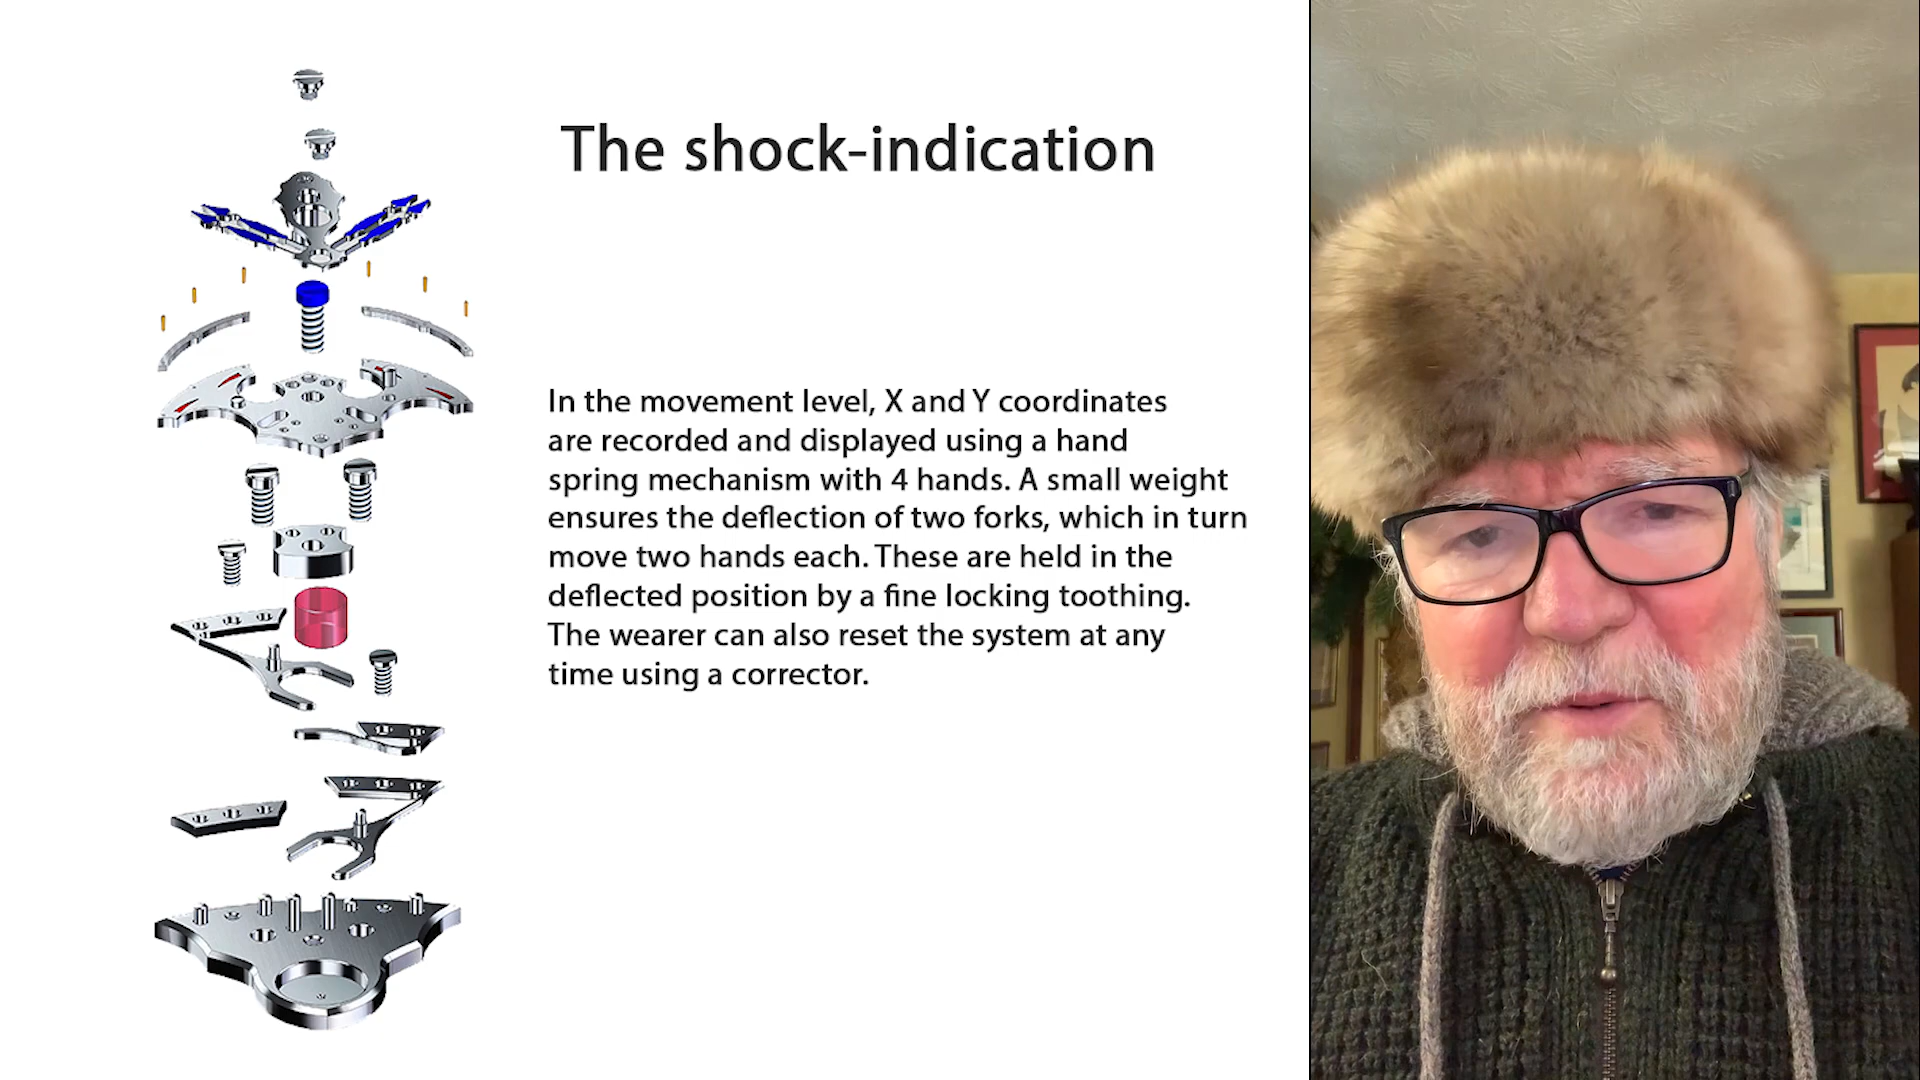 The shock-indication
In the movement level, X and Y coordinates
are recorded and displayed using a hand
spring mechanism with 4 hands. A small weight
ensures the deflection of two forks, which in turn
move two hands each. These are held in the
deflected position by a fine locking toothing.
The wearer can also reset the system at any
time using a corrector.